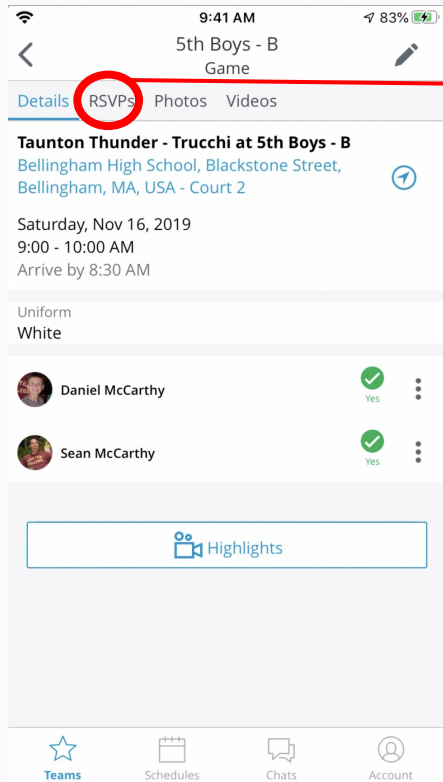 9:41 AM
83%
5th Boys - B
Game
Details RSVPs Photos Videos
Taunton Thunder - Trucchi at 5th Boys - B
Bellingham High School, Blackstone Street,
Bellingham, MA, USA - Court 2
Saturday, Nov 16, 2019
9:00 - 10:00 AM
Arrive by 8:30 AM
Uniform
White
Daniel McCarthy
Yes
Sean McCarthy
Yes
Highlights
Teams Schedules Chats Account